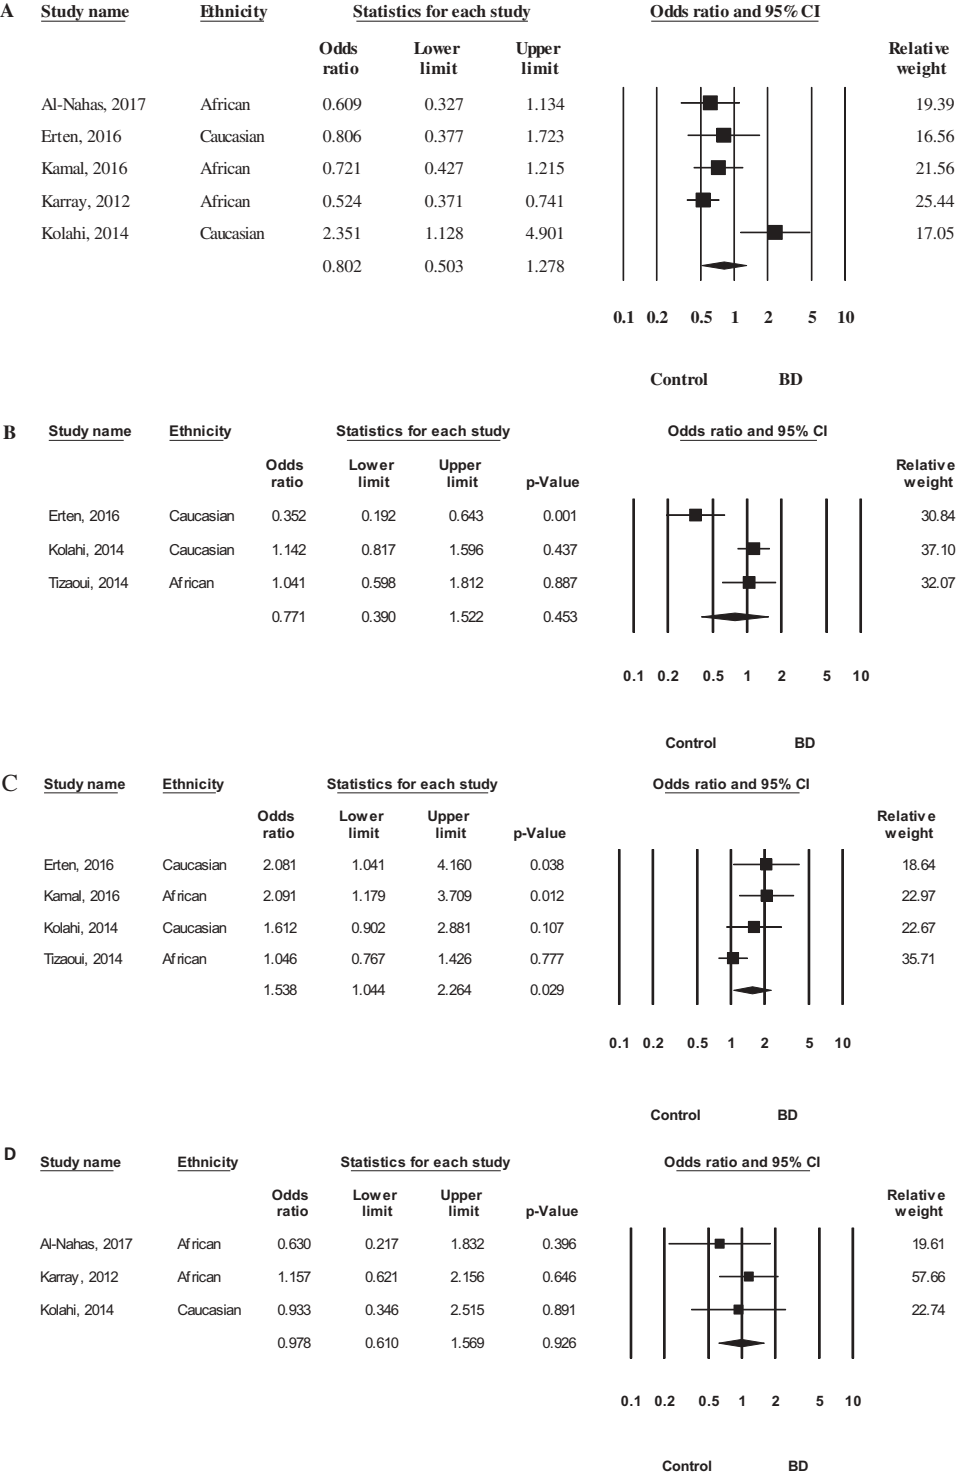 A Study name Ethnicity Statistics for each study Odds ratio and 95% CI
Odds Lower Upper Relative
ratio limit limit weight
Al-Nahas, 2017 African 0.609 0.327 1.134 19.39
Erten, 2016 Caucasian 0.806 0.377 1.723 16.56
Kamal, 2016 African 0.721 0.427 1.215 21.56
Karray, 2012 African 0.524 0.371 0.741 25.44
Kolahi, 2014 Caucasian 2.351 1.128 4.901 17.05
0.802 0.503 1.278
0.1 0.2 0.5 1 2 5 10
Control BD
B Study name Ethnicity Statistics for each study Odds ratio and 95% CI
Odds Lower Upper Relative
ratio limit limit p-Value weight
Erten, 2016 Caucasian 0.352 0.192 0.643 0.001 30.84
Kolahi, 2014 Caucasian 1.142 0.817 1.596 0.437 37.10
Tizaoui, 2014 African 1.041 0.598 1.812 0.887 32.07
0.771 0.390 1.522 0.453
0.1 0.2 0.5 1 2 5 10
Control BD
C Study name Ethnicity Statistics for each study Odds ratio and 95% CI
Odds Lower Upper Relative
ratio limit limit p-Value weight
Erten, 2016 Caucasian 2.081 1.041 4.160 0.038 18.64
Kamal, 2016 African 2.091 1.179 3.709 0.012 22.97
Kolahi, 2014 Caucasian 1.612 0.902 2.881 0.107 22.67
Tizaoui, 2014 African 1.046 0.767 1.426 0.777 35.71
1.538 1.044 2.264 0.029
0.1 0.2 0.5 1 2 5 10
Control BD
D Study name Ethnicity Statistics for each study Odds ratio and 95% CI
Odds Lower Upper Relative
ratio limit limit p-Value weight
Al-Nahas, 2017 African 0.630 0.217 1.832 0.396 19.61
Karray, 2012 African 1.157 0.621 2.156 0.646 57.66
Kolahi, 2014 Caucasian 0.933 0.346 2.515 0.891 22.74
0.978 0.610 1.569 0.926
0.1 0.2 0.5 1 2 5 10
Control BD